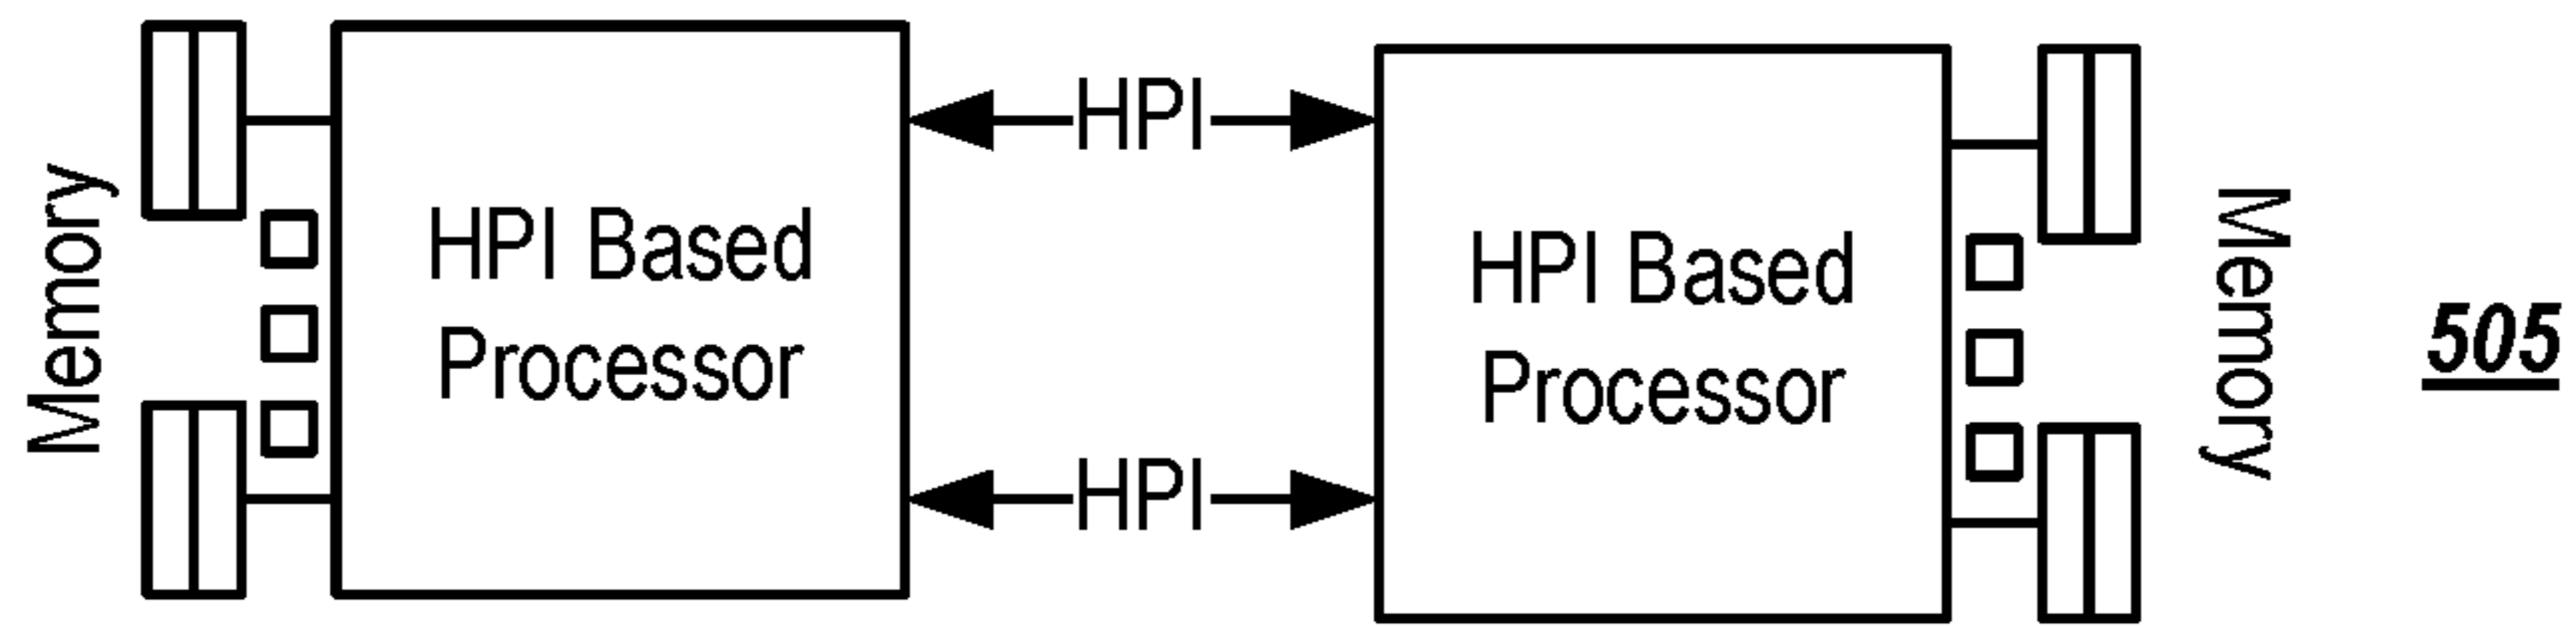 Memory
HPI Based
Processor
HPI
HPI
HPI Based
Processor
Memory
505